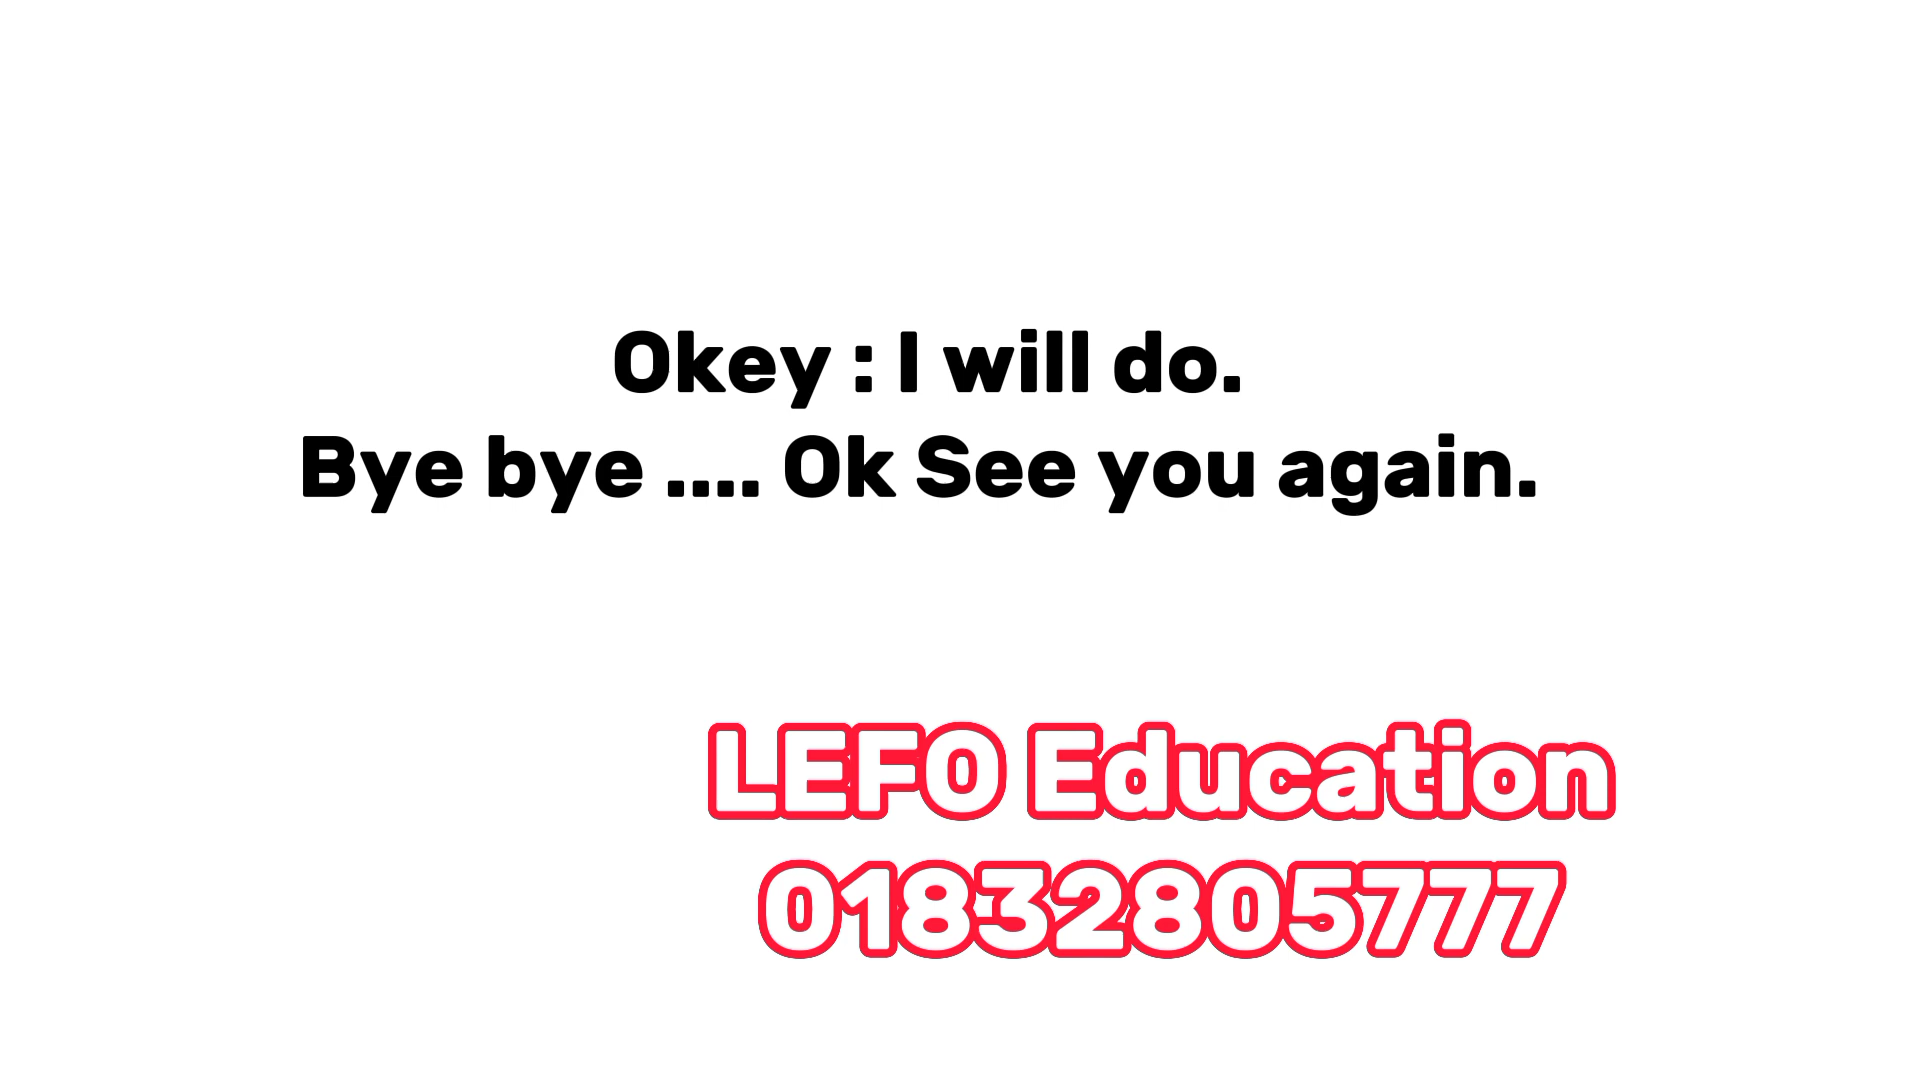 Okey : I will do.
Bye bye .... Ok See you again.
LEFO Education
01832805777